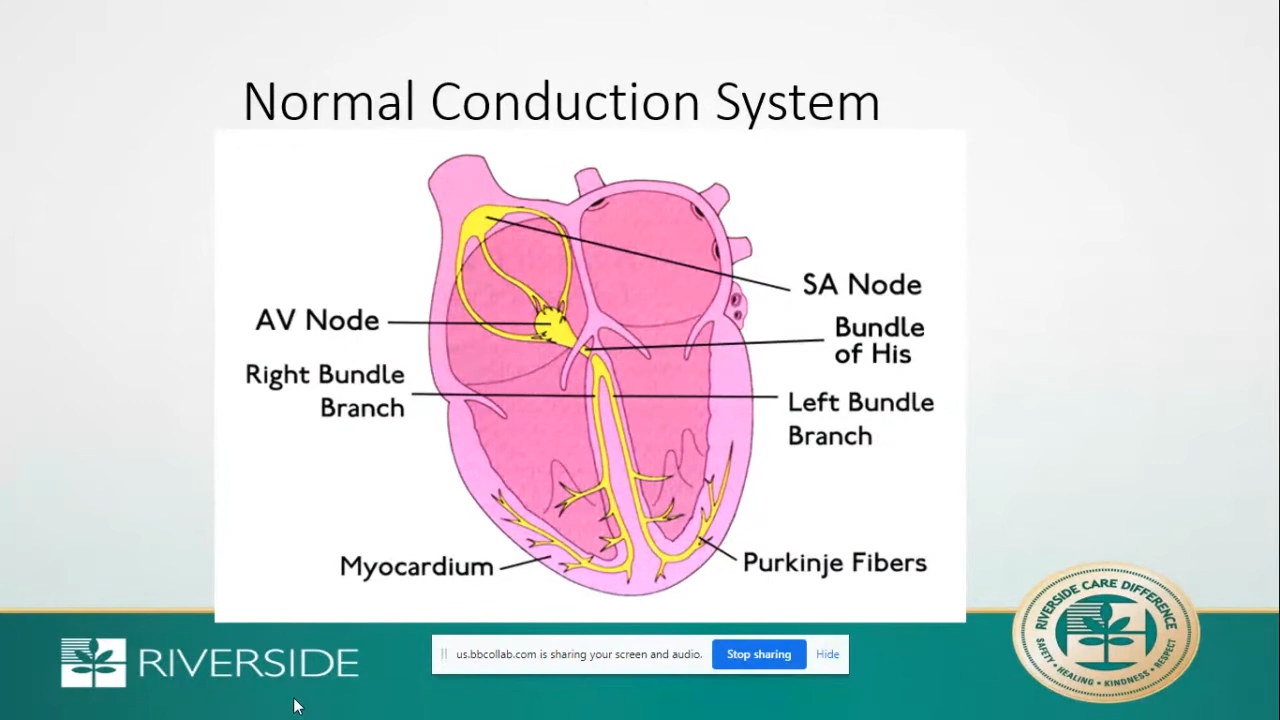 Normal Conduction System
SA Node
AV Node
Bundle
of His
Right Bundle
Branch
Left Bundle
Branch
Myocardium
Purkinje Fibers
RIVERSIDE
us.bbcollab.com is sharing your screen and audio.
Stop sharing
Hide
RIVERSIDE CARE DIFFERENCE
SAFETY • HEALING • KINDNESS • RESPECT